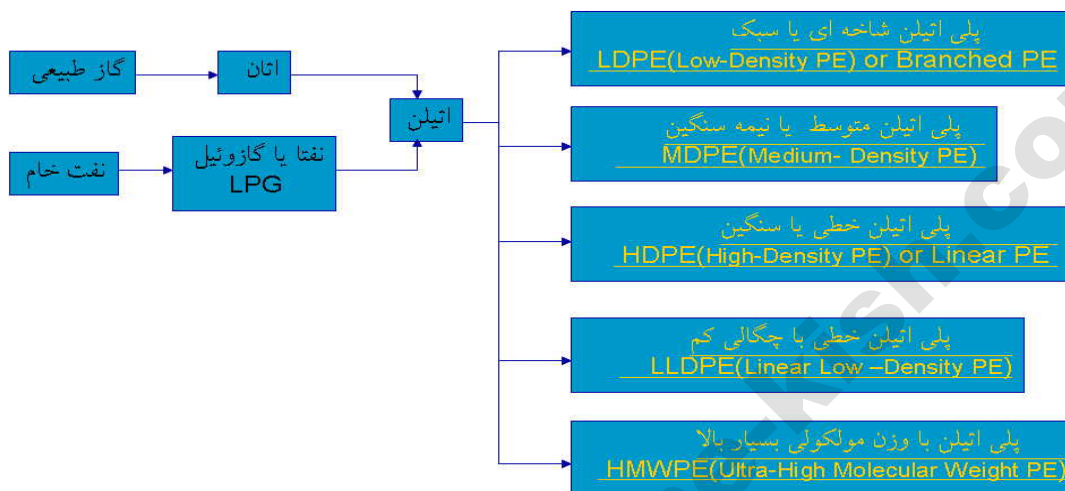 گاز طبیعی
اتان
نفت خام
نفتا یا گازوئیل
LPG
اتیلن
پلی اتیلن شاخه ای یا سبک
LDPE(Low-Density PE) or Branched PE
پلی اتیلن متوسط یا نیمه سنگین
MDPE(Medium- Density PE)
پلی اتیلن خطی یا سنگین
HDPE(High-Density PE) or Linear PE
پلی اتیلن خطی با چگالی کم
LLDPE(Linear Low –Density PE)
پلی اتیلن با وزن مولکولی بسیار بالا
HMWPE(Ultra-High Molecular Weight PE)